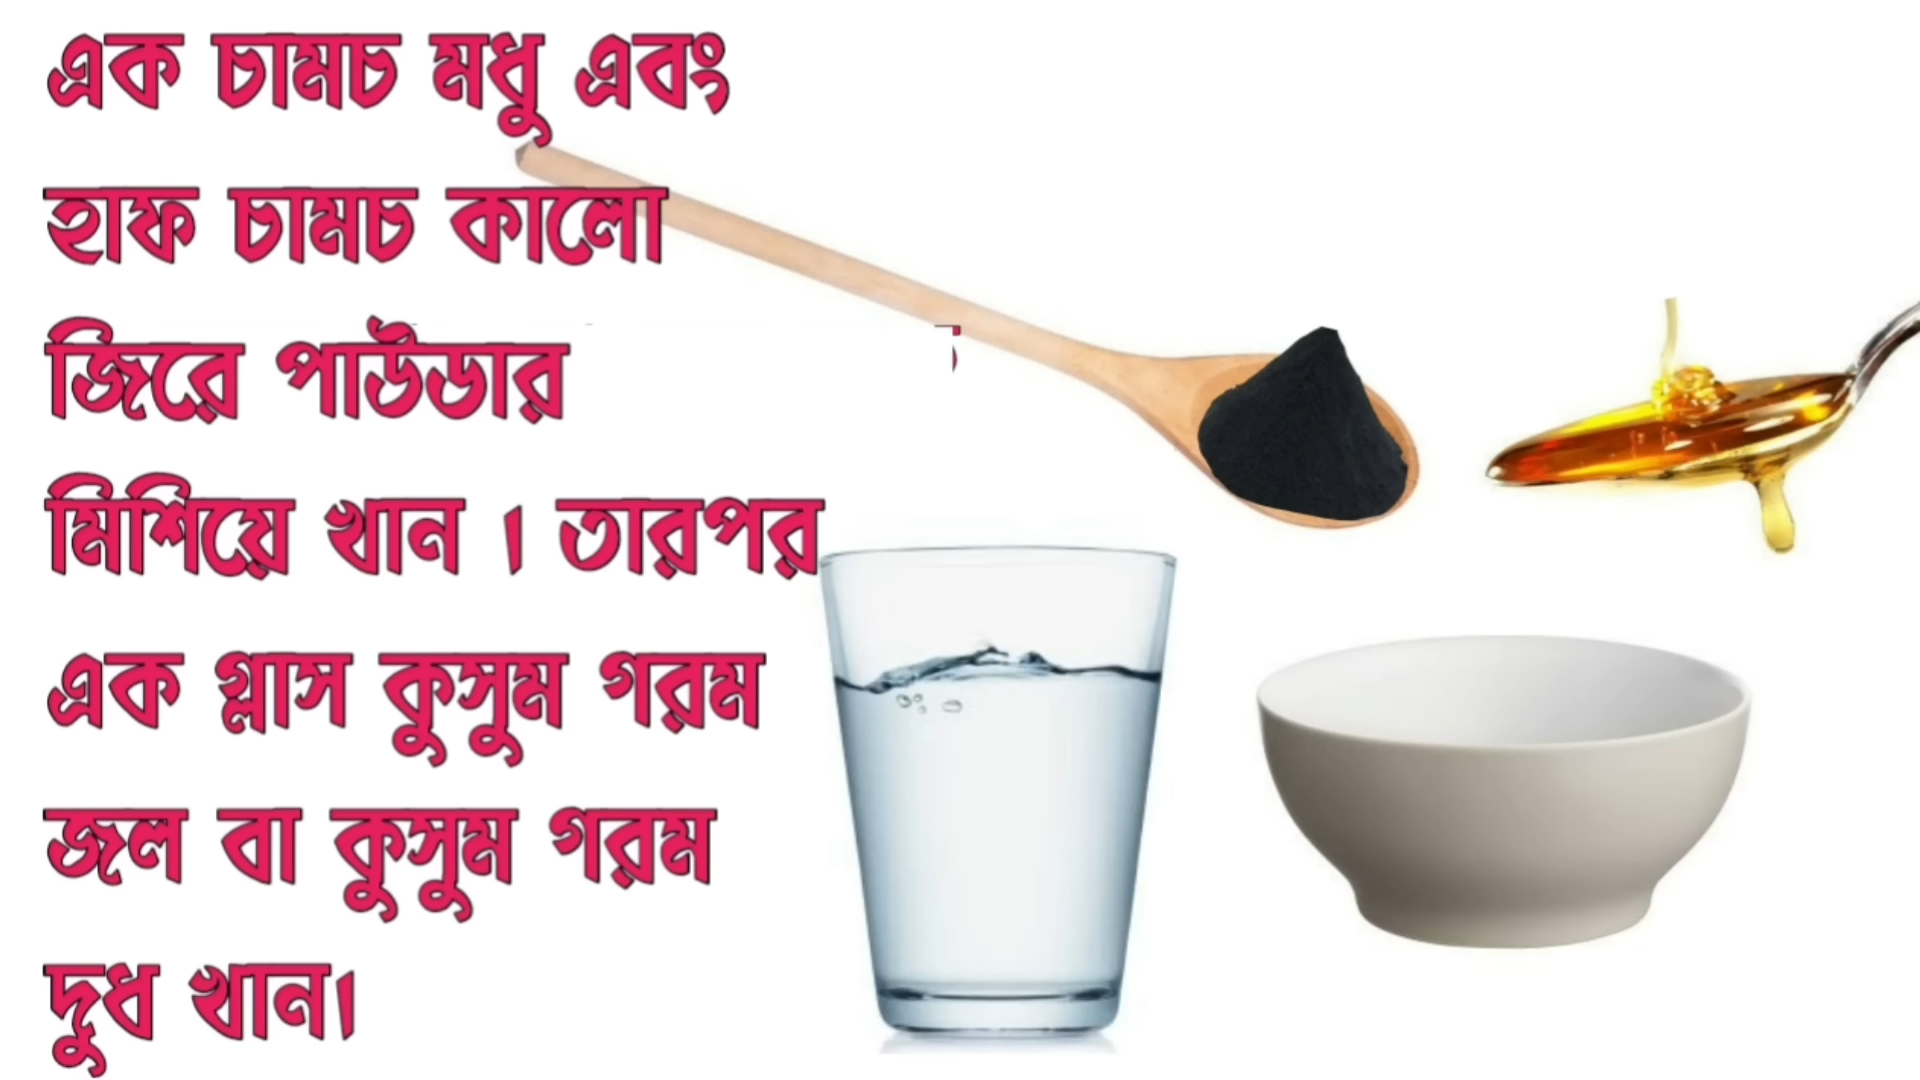 এক চামচ মধু এবং
হাফ চামচ কালো
জিরে পাউডার
মিশিয়ে খান । তারপর
এক গ্লাস কুসুম গরম
জল বা কুসুম গরম
দুধ খান।